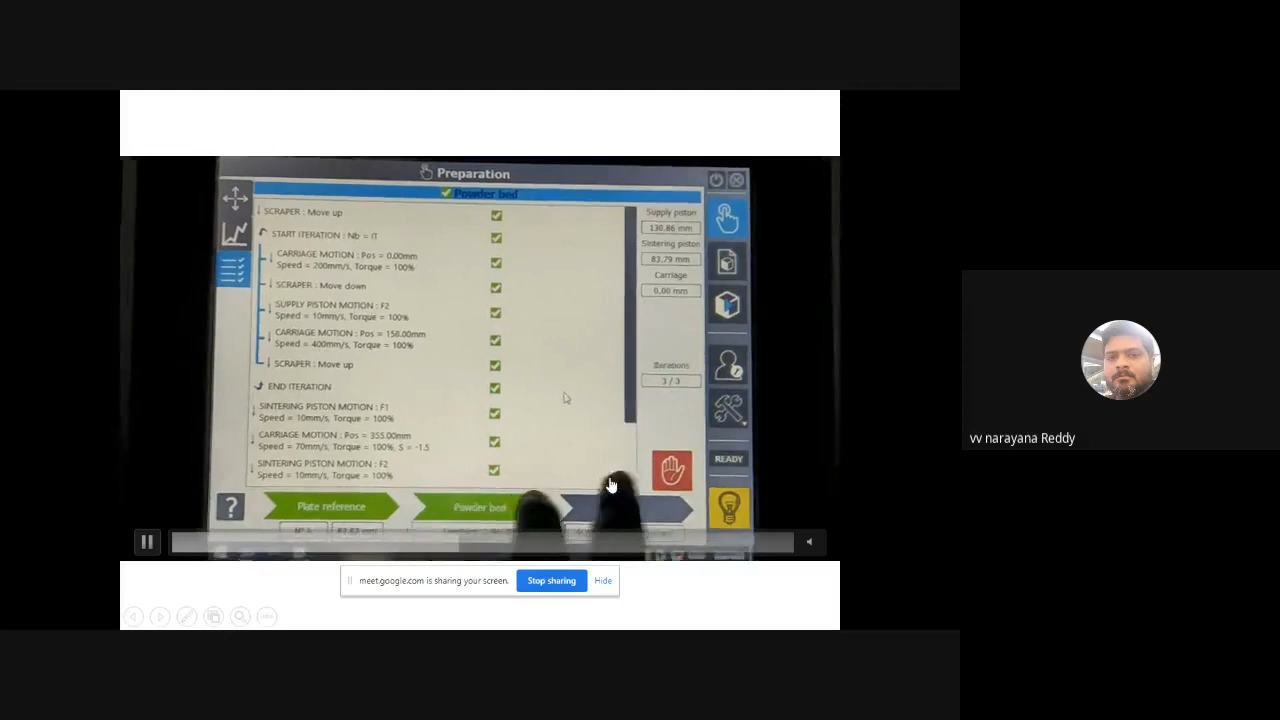 Preparation
Powder bed
SCRAPER : Move up
START ITERATION : Nb = IT
CARRIAGE MOTION : Pos = 0.00mm
Speed = 200mm/s, Torque = 100%
SCRAPER : Move down
SUPPLY PISTON MOTION : F2
Speed = 10mm/s, Torque = 100%
CARRIAGE MOTION : Pos = 158.00mm
Speed = 400mm/s, Torque = 100%
SCRAPER : Move up
END ITERATION
SINTERING PISTON MOTION : F1
Speed = 10mm/s, Torque = 100%
CARRIAGE MOTION : Pos = 355.00mm
Speed = 70mm/s, Torque = 100%, S = -1.5
SINTERING PISTON MOTION : F2
Speed = 10mm/s, Torque = 100%
Supply piston
130.86 mm
Sintering piston
83.79 mm
Carriage
0.00 mm
Iterations
3 / 3
READY
?
Plate reference
Powder bed
meet.google.com is sharing your screen.
Stop sharing
Hide
vv narayana Reddy